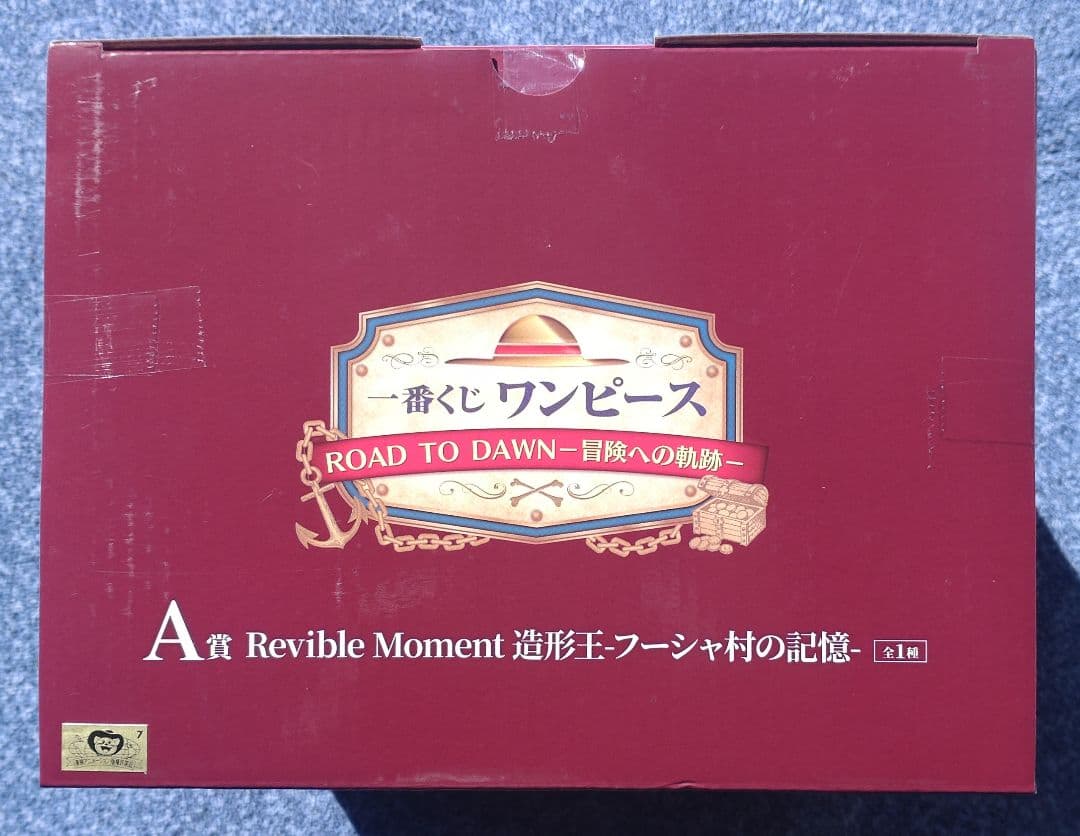 一番くじ ワンピース
ROAD TO DAWN－冒険への軌跡－
A賞 Revible Moment 造形王-フーシャ村の記憶- 全1種
7